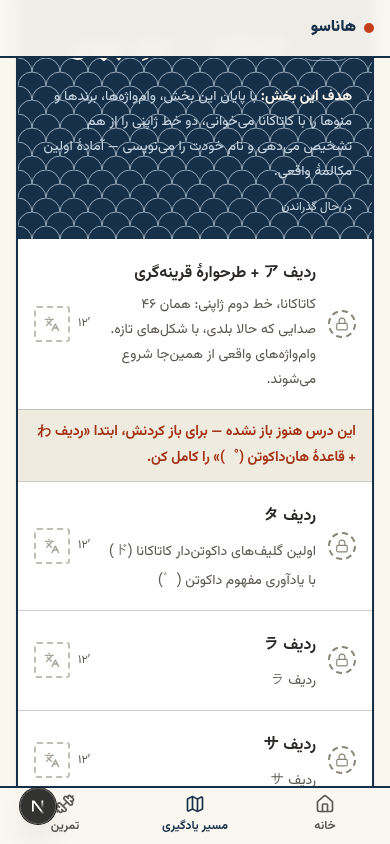 هاناسو
هدف این بخش: با پایان این بخش، وام‌واژه‌ها، برندها و
منوها را با کاتاکانا می‌خوانی، دو خط ژاپنی را از هم
تشخیص می‌دهی و نام خودت را می‌نویسی — آمادهٔ اولین
مکالمهٔ واقعی.
در حال گذراندن
ردیف ア + طرحوارهٔ قرینه‌گری
کاتاکانا، خط دوم ژاپنی: همان ۴۶
صدایی که حالا بلدی، با شکل‌های تازه.
وام‌واژه‌های واقعی از همین‌جا شروع
می‌شوند.
۱۲′
این درس هنوز باز نشده — برای باز کردنش، ابتدا «ردیف わ
+ قاعدهٔ هان‌داکوتن (゜)» را کامل کن.
ردیف タ
اولین گلیف‌های داکوتن‌دار کاتاکانا (ド)
با یادآوری مفهوم داکوتن (゛)
۱۲′
ردیف ラ
ردیف ラ
۱۲′
ردیف サ
ردیف サ
۱۲′
خانه
مسیر یادگیری
تمرین
N